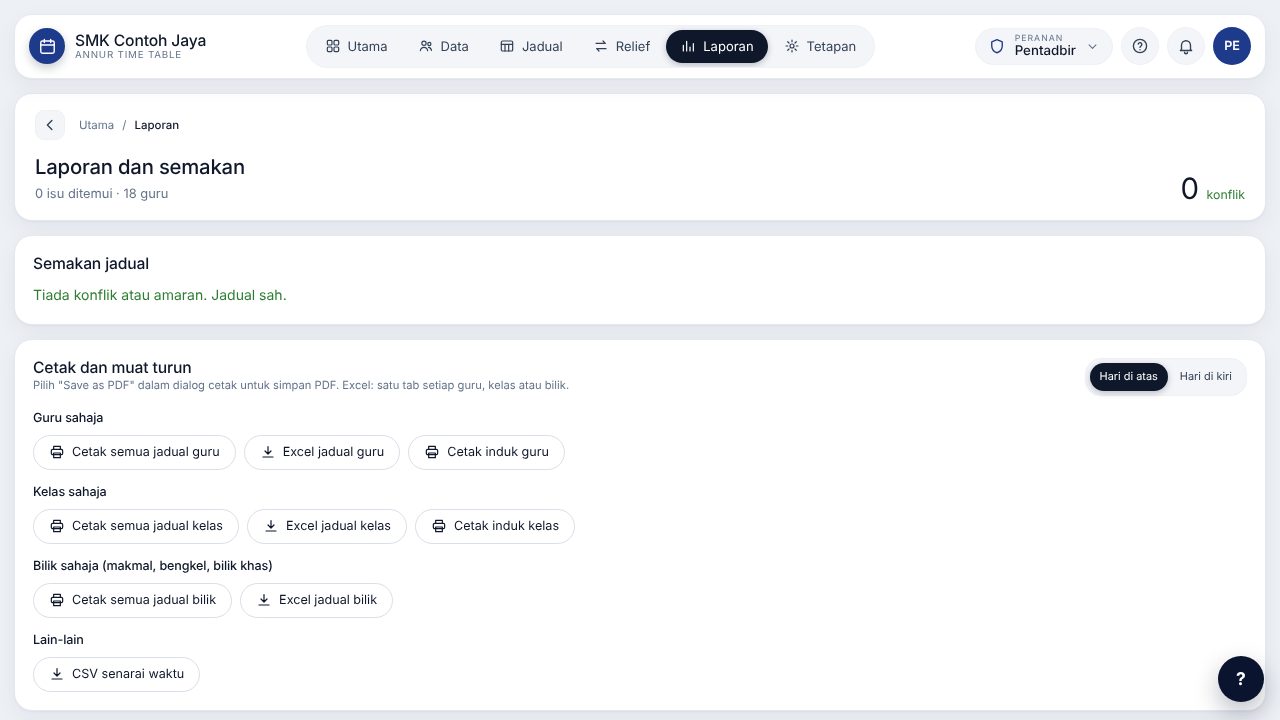 SMK Contoh Jaya
ANNUR TIME TABLE
Utama
Data
Jadual
Relief
Laporan
Tetapan
PERANAN
Pentadbir
PE
Utama / Laporan
Laporan dan semakan
0 isu ditemui · 18 guru
0 konflik
Semakan jadual
Tiada konflik atau amaran. Jadual sah.
Cetak dan muat turun
Pilih "Save as PDF" dalam dialog cetak untuk simpan PDF. Excel: satu tab setiap guru, kelas atau bilik.
Hari di atas
Hari di kiri
Guru sahaja
Cetak semua jadual guru
Excel jadual guru
Cetak induk guru
Kelas sahaja
Cetak semua jadual kelas
Excel jadual kelas
Cetak induk kelas
Bilik sahaja (makmal, bengkel, bilik khas)
Cetak semua jadual bilik
Excel jadual bilik
Lain-lain
CSV senarai waktu
?